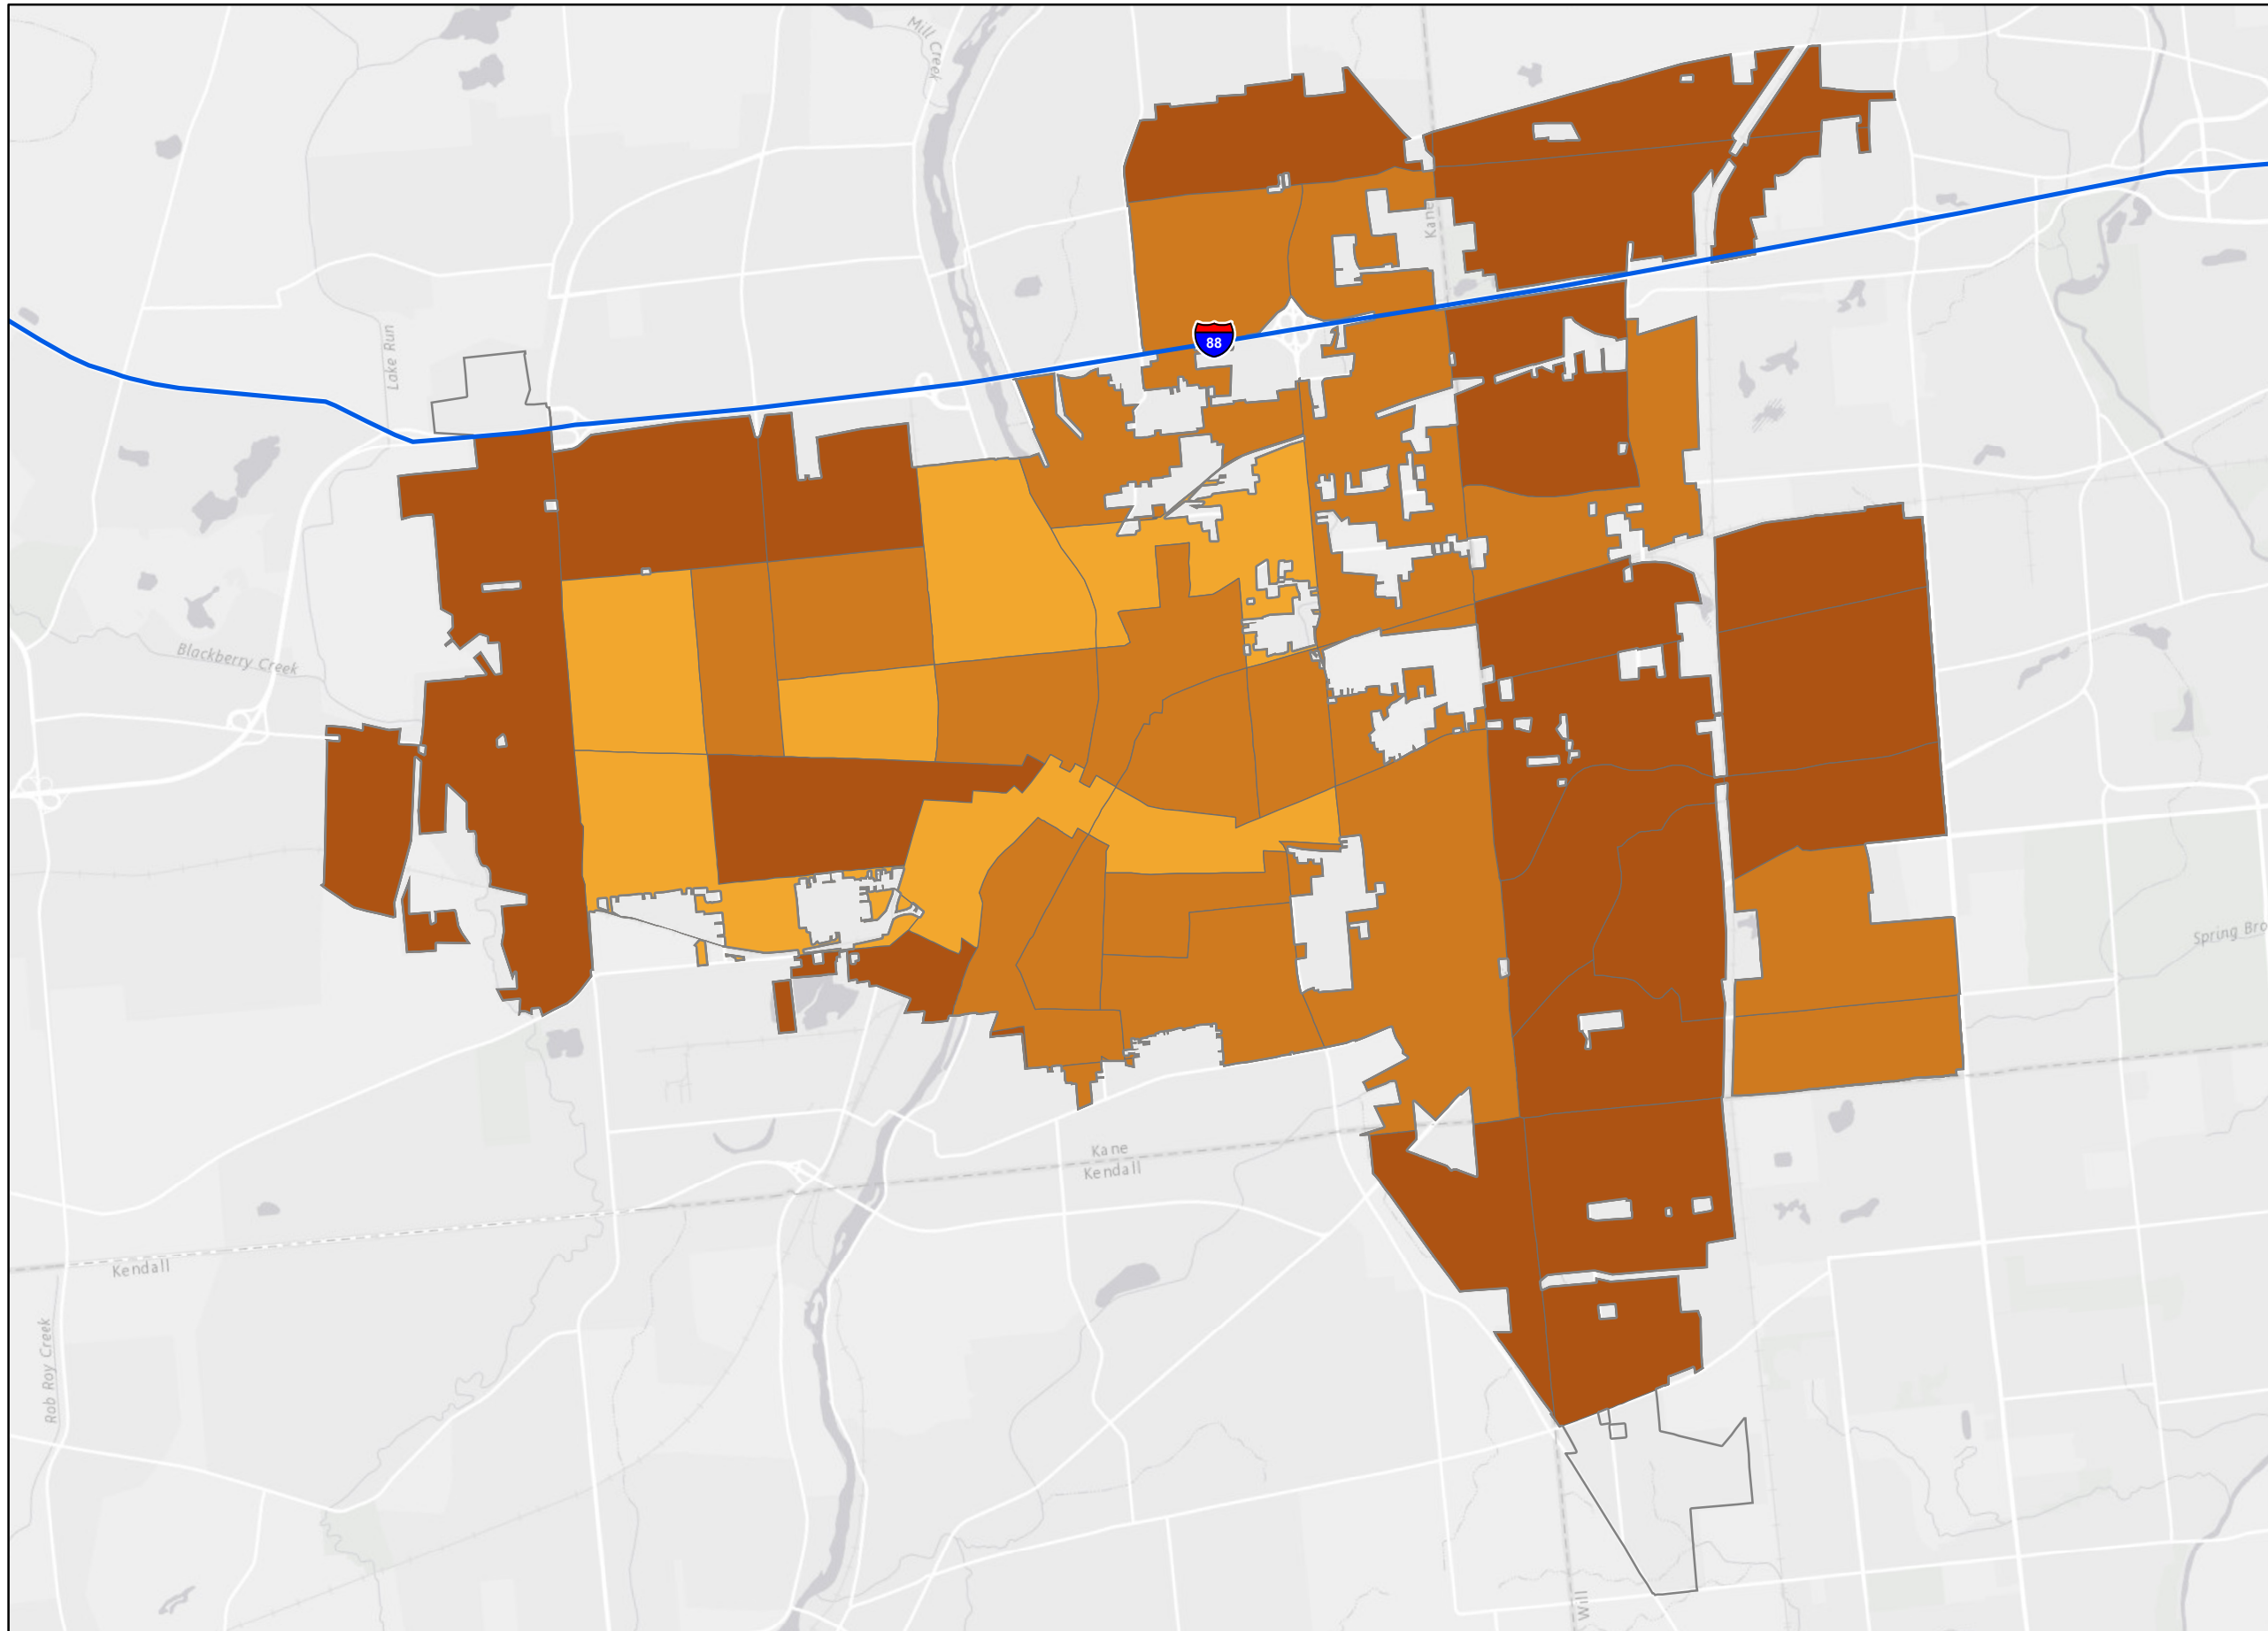 Mill Creek
Kane
88
Lake Run
Blackberry Creek
Spring Bro
Kane
Kendall
Kendall
Rob Roy Creek
Will